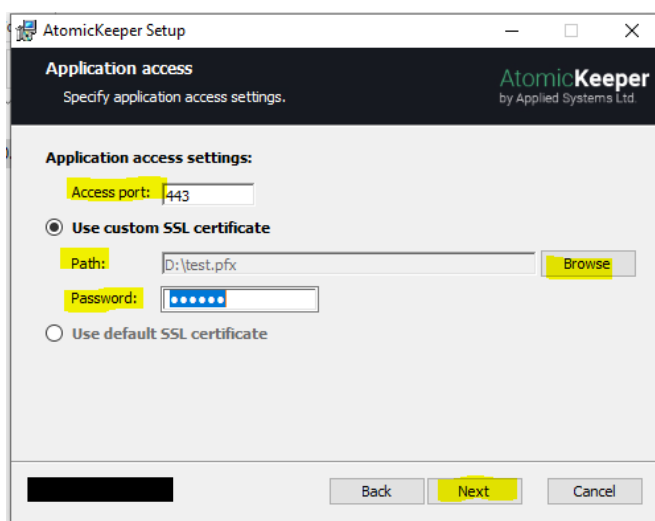 AtomicKeeper Setup
Application access
Specify application access settings.
AtomicKeeper
by Applied Systems Ltd.
Application access settings:
Access port: 443
Use custom SSL certificate
Path: D:\test.pfx Browse
Password: ••••••
Use default SSL certificate
Back Next Cancel